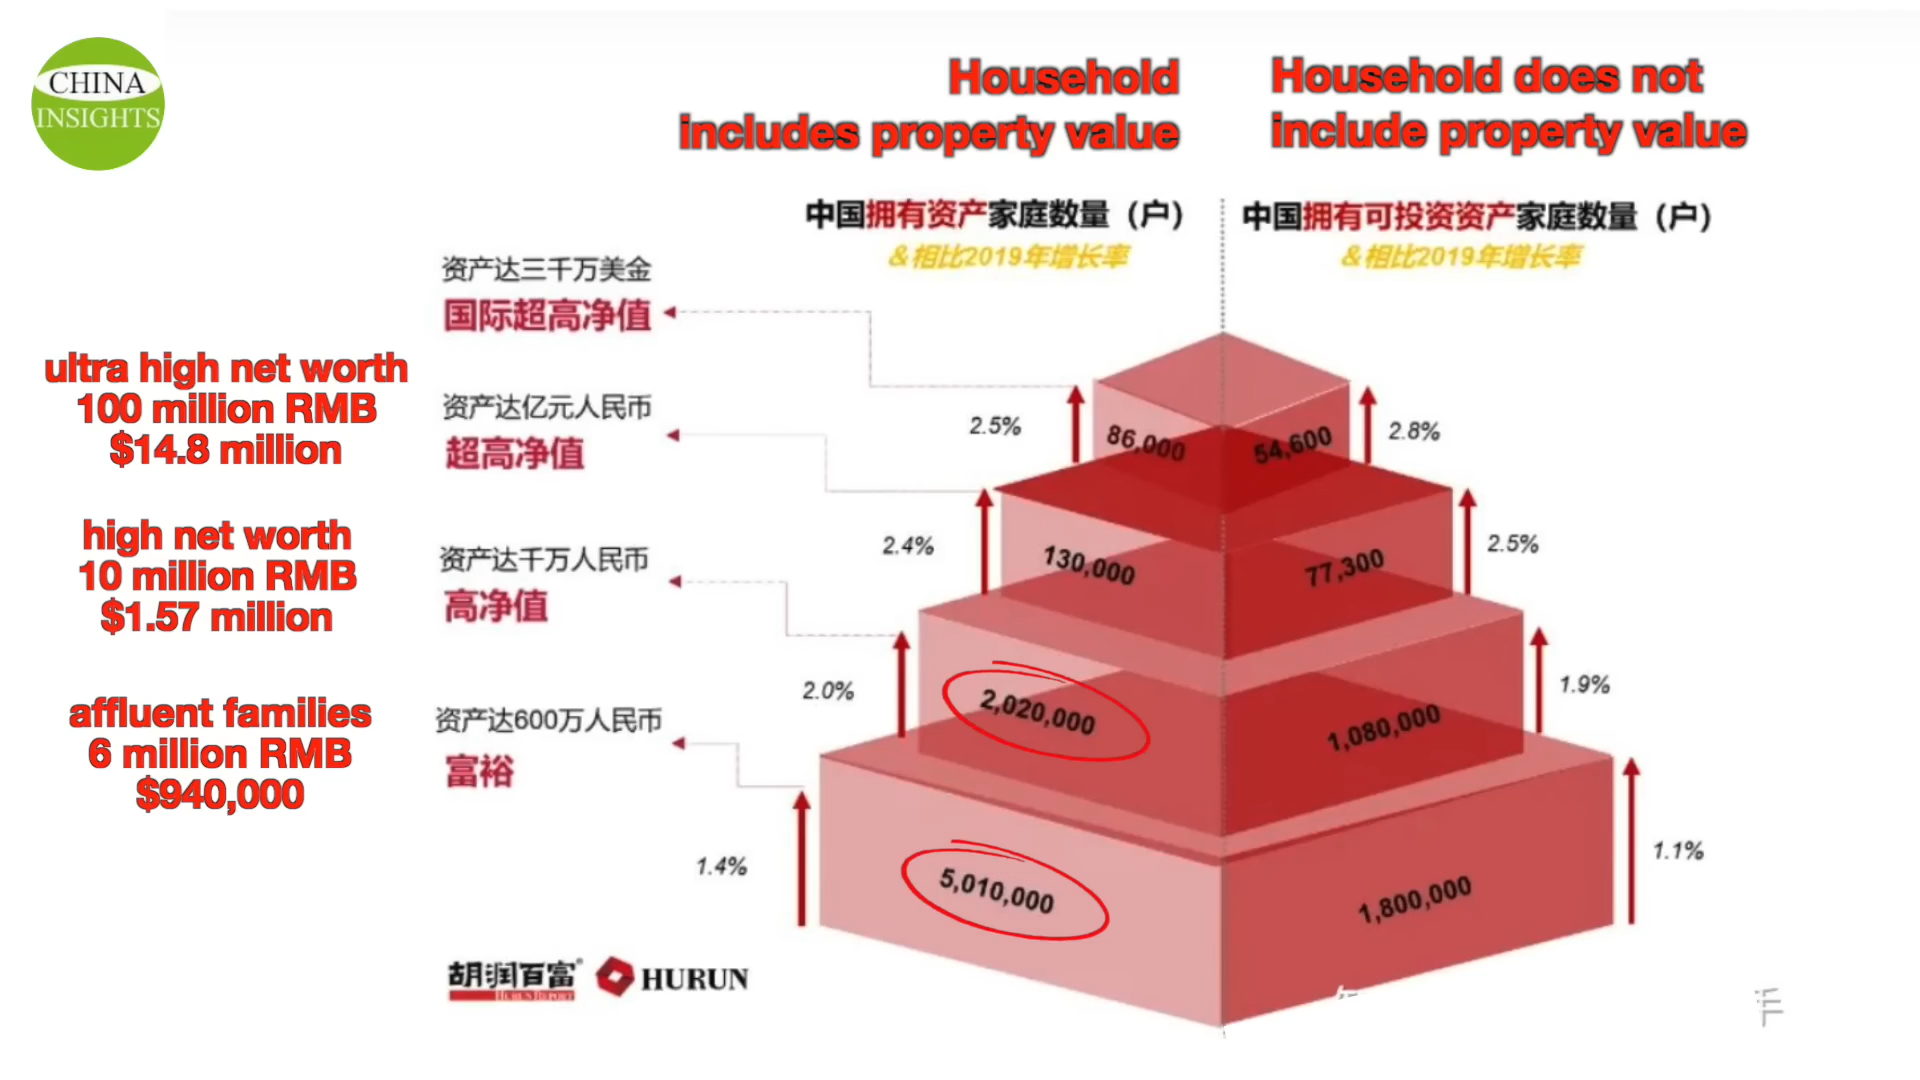 CHINA
INSIGHTS
Household
includes property value
Household does not
include property value
中国拥有资产家庭数量（户）
&相比2019年增长率
中国拥有可投资资产家庭数量（户）
&相比2019年增长率
资产达三千万美金
国际超高净值
ultra high net worth
100 million RMB
$14.8 million
资产达亿元人民币
超高净值
2.5%
86,000
54,600
2.8%
high net worth
10 million RMB
$1.57 million
资产达千万人民币
高净值
2.4%
130,000
77,300
2.5%
affluent families
6 million RMB
$940,000
资产达600万人民币
富裕
2.0%
2,020,000
1,080,000
1.9%
1.4%
5,010,000
1,800,000
1.1%
胡润百富
HURUN REPORT
HURUN